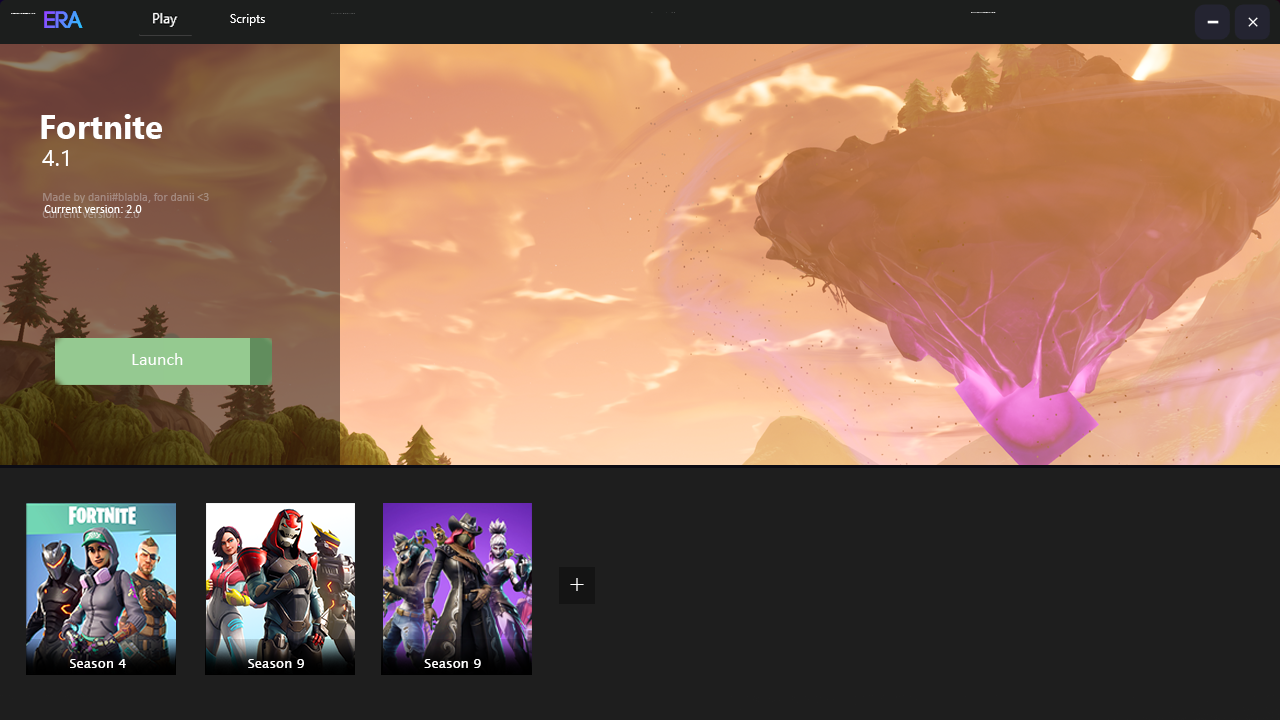 ERA
Play
Scripts
Fortnite
4.1
Made by danii#blabla, for danii <3
Current version: 2.0
Current version: 2.0
Launch
FORTNITE
Season 4
Season 9
Season 9